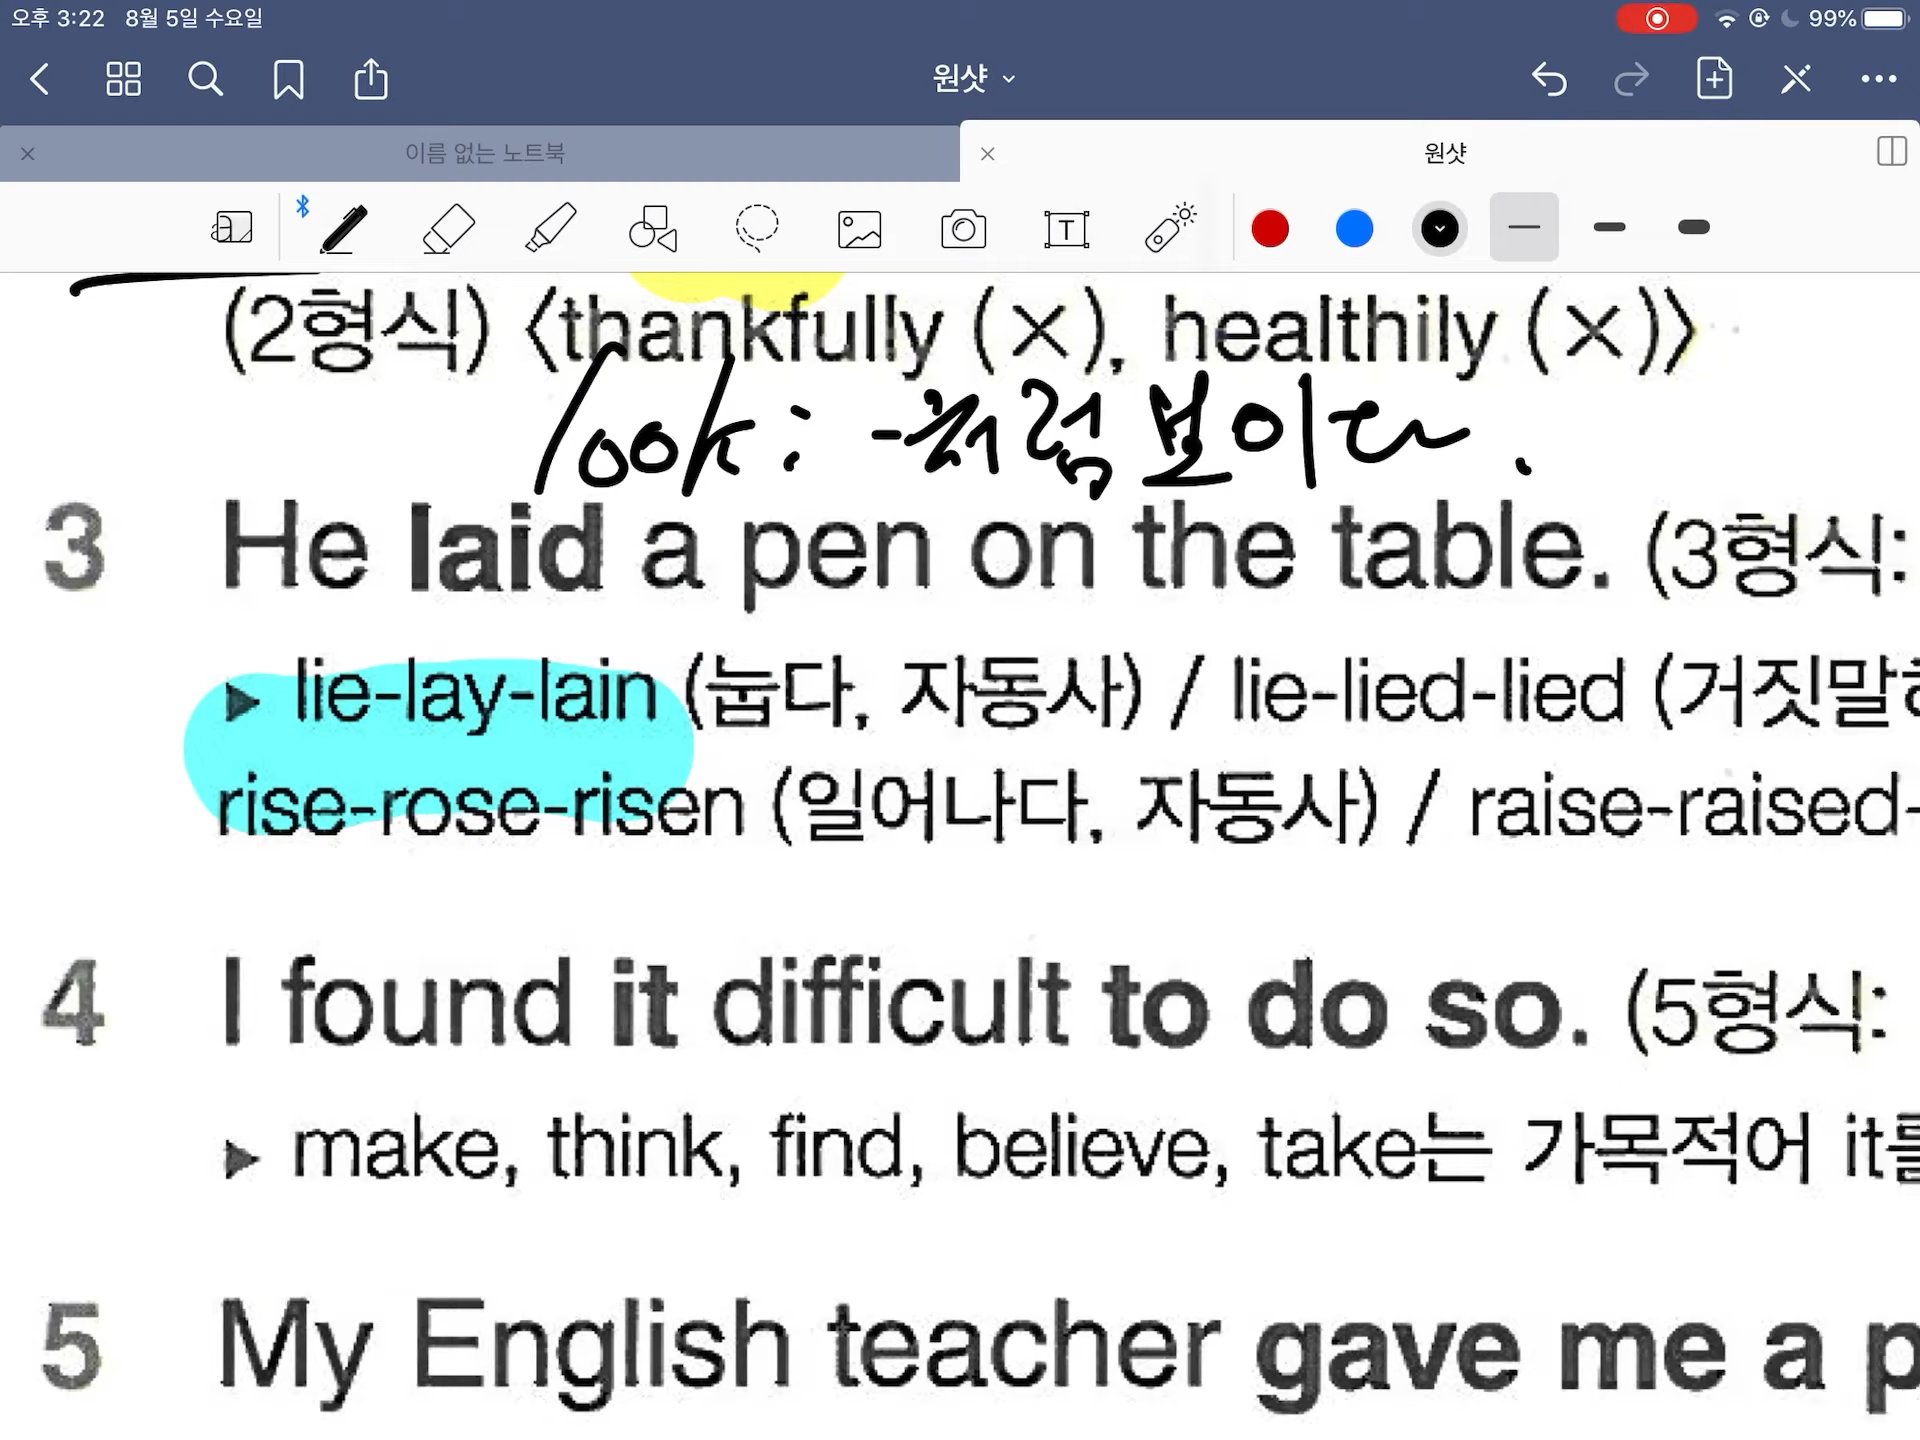 오후 3:22 8월 5일 수요일 99%
원샷
이름 없는 노트북 원샷
T
(2형식) 〈thankfully (×), healthily (×)〉
look: -처럼 보이다.
3 He laid a pen on the table. (3형식:
▶ lie-lay-lain (눕다, 자동사) / lie-lied-lied (거짓말하
rise-rose-risen (일어나다, 자동사) / raise-raised-
4 I found it difficult to do so. (5형식:
▶ make, think, find, believe, take는 가목적어 it를
5 My English teacher gave me a p